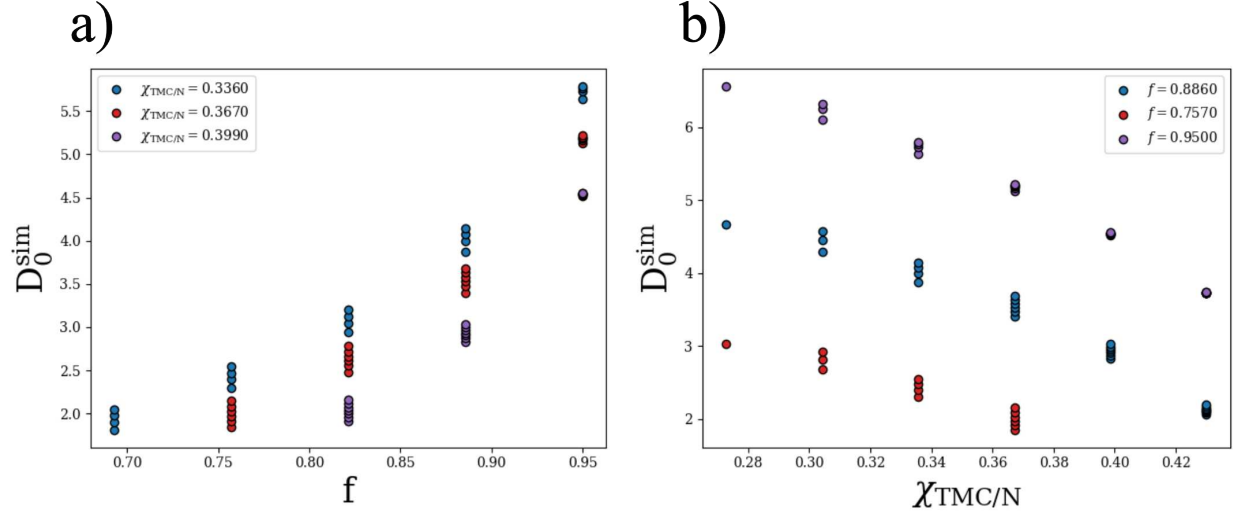 a)
χTMC/N = 0.3360
χTMC/N = 0.3670
χTMC/N = 0.3990
5.5
5.0
4.5
4.0
3.5
3.0
2.5
2.0
D0sim
0.70 0.75 0.80 0.85 0.90 0.95
f
b)
f = 0.8860
f = 0.7570
f = 0.9500
6
5
4
3
2
D0sim
0.28 0.30 0.32 0.34 0.36 0.38 0.40 0.42
χTMC/N